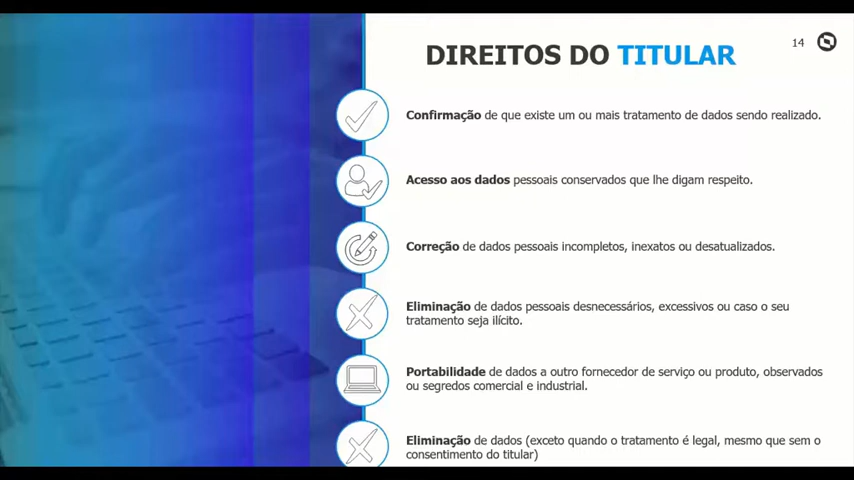 DIREITOS DO TITULAR
14
Confirmação de que existe um ou mais tratamento de dados sendo realizado.
Acesso aos dados pessoais conservados que lhe digam respeito.
Correção de dados pessoais incompletos, inexatos ou desatualizados.
Eliminação de dados pessoais desnecessários, excessivos ou caso o seu
tratamento seja ilícito.
Portabilidade de dados a outro fornecedor de serviço ou produto, observados
ou segredos comercial e industrial.
Eliminação de dados (exceto quando o tratamento é legal, mesmo que sem o
consentimento do titular)